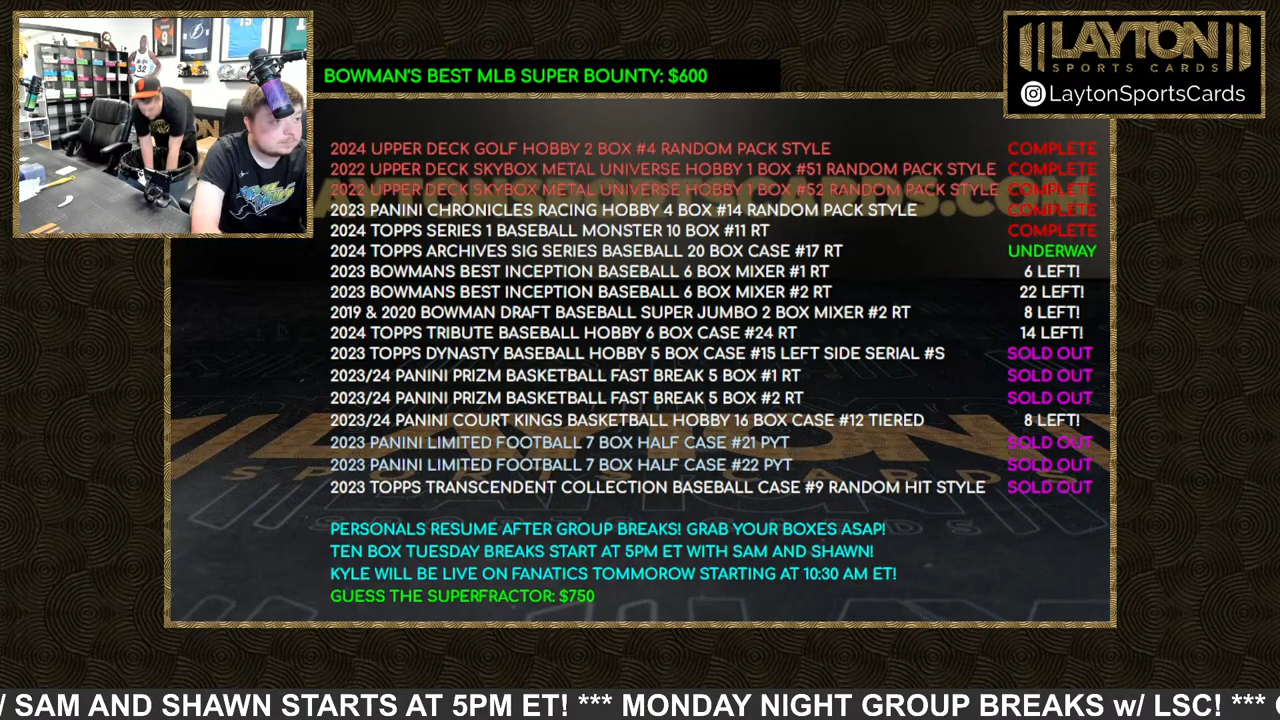 BOWMAN'S BEST MLB SUPER BOUNTY: $600
LAYTON
SPORTS CARDS
LaytonSportsCards
2024 UPPER DECK GOLF HOBBY 2 BOX #4 RANDOM PACK STYLE COMPLETE
2022 UPPER DECK SKYBOX METAL UNIVERSE HOBBY 1 BOX #51 RANDOM PACK STYLE COMPLETE
2022 UPPER DECK SKYBOX METAL UNIVERSE HOBBY 1 BOX #52 RANDOM PACK STYLE COMPLETE
2023 PANINI CHRONICLES RACING HOBBY 4 BOX #14 RANDOM PACK STYLE COMPLETE
2024 TOPPS SERIES 1 BASEBALL MONSTER 10 BOX #11 RT COMPLETE
2024 TOPPS ARCHIVES SIG SERIES BASEBALL 20 BOX CASE #17 RT UNDERWAY
2023 BOWMANS BEST INCEPTION BASEBALL 6 BOX MIXER #1 RT 6 LEFT!
2023 BOWMANS BEST INCEPTION BASEBALL 6 BOX MIXER #2 RT 22 LEFT!
2019 & 2020 BOWMAN DRAFT BASEBALL SUPER JUMBO 2 BOX MIXER #2 RT 8 LEFT!
2024 TOPPS TRIBUTE BASEBALL HOBBY 6 BOX CASE #24 RT 14 LEFT!
2023 TOPPS DYNASTY BASEBALL HOBBY 5 BOX CASE #15 LEFT SIDE SERIAL #S SOLD OUT
2023/24 PANINI PRIZM BASKETBALL FAST BREAK 5 BOX #1 RT SOLD OUT
2023/24 PANINI PRIZM BASKETBALL FAST BREAK 5 BOX #2 RT SOLD OUT
2023/24 PANINI COURT KINGS BASKETBALL HOBBY 16 BOX CASE #12 TIERED 8 LEFT!
2023 PANINI LIMITED FOOTBALL 7 BOX HALF CASE #21 PYT SOLD OUT
2023 PANINI LIMITED FOOTBALL 7 BOX HALF CASE #22 PYT SOLD OUT
2023 TOPPS TRANSCENDENT COLLECTION BASEBALL CASE #9 RANDOM HIT STYLE SOLD OUT
PERSONALS RESUME AFTER GROUP BREAKS! GRAB YOUR BOXES ASAP!
TEN BOX TUESDAY BREAKS START AT 5PM ET WITH SAM AND SHAWN!
KYLE WILL BE LIVE ON FANATICS TOMMOROW STARTING AT 10:30 AM ET!
GUESS THE SUPERFRACTOR: $750
/ SAM AND SHAWN STARTS AT 5PM ET! *** MONDAY NIGHT GROUP BREAKS w/ LSC! ***